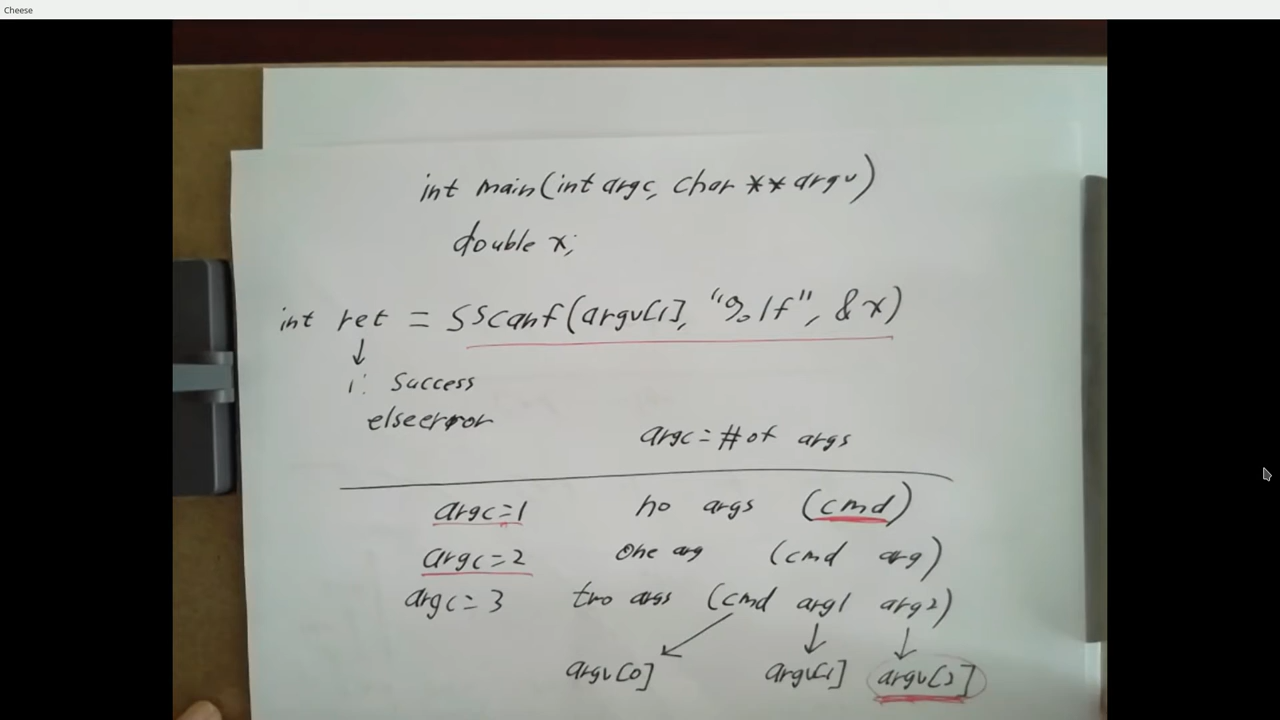 Cheese
int main(int argc, char ** argv)
double x;
int ret = sscanf(argv[1], "%lf", &x)
1: Success
else error
argc = # of args
argc=1 no args (cmd)
argc=2 one arg (cmd arg)
argc=3 two args (cmd arg1 arg2)
argv[0] argv[1] argv[2]